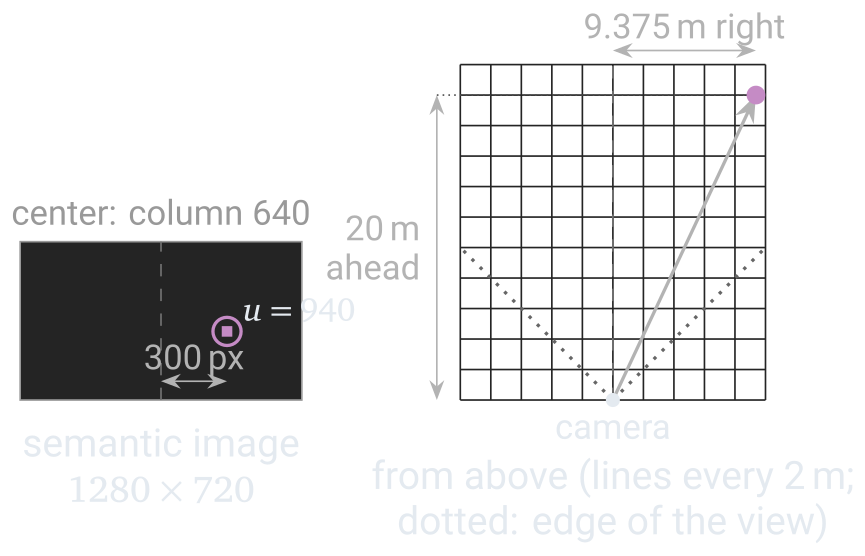 9.375 m right
center: column 640
20 m
ahead
u = 940
300 px
camera
semantic image
1280 × 720
from above (lines every 2 m;
dotted: edge of the view)